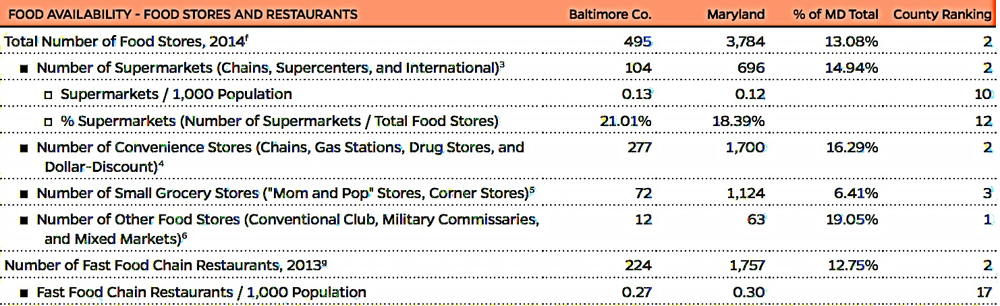 FOOD AVAILABILITY - FOOD STORES AND RESTAURANTS Baltimore Co. Maryland % of MD Total County Ranking
Total Number of Food Stores, 2014ᶠ 495 3,784 13.08% 2
■ Number of Supermarkets (Chains, Supercenters, and International)³ 104 696 14.94% 2
□ Supermarkets / 1,000 Population 0.13 0.12 10
□ % Supermarkets (Number of Supermarkets / Total Food Stores) 21.01% 18.39% 12
■ Number of Convenience Stores (Chains, Gas Stations, Drug Stores, and 277 1,700 16.29% 2
Dollar-Discount)⁴
■ Number of Small Grocery Stores ("Mom and Pop" Stores, Corner Stores)⁵ 72 1,124 6.41% 3
■ Number of Other Food Stores (Conventional Club, Military Commissaries, 12 63 19.05% 1
and Mixed Markets)⁶
Number of Fast Food Chain Restaurants, 2013ᵍ 224 1,757 12.75% 2
■ Fast Food Chain Restaurants / 1,000 Population 0.27 0.30 17